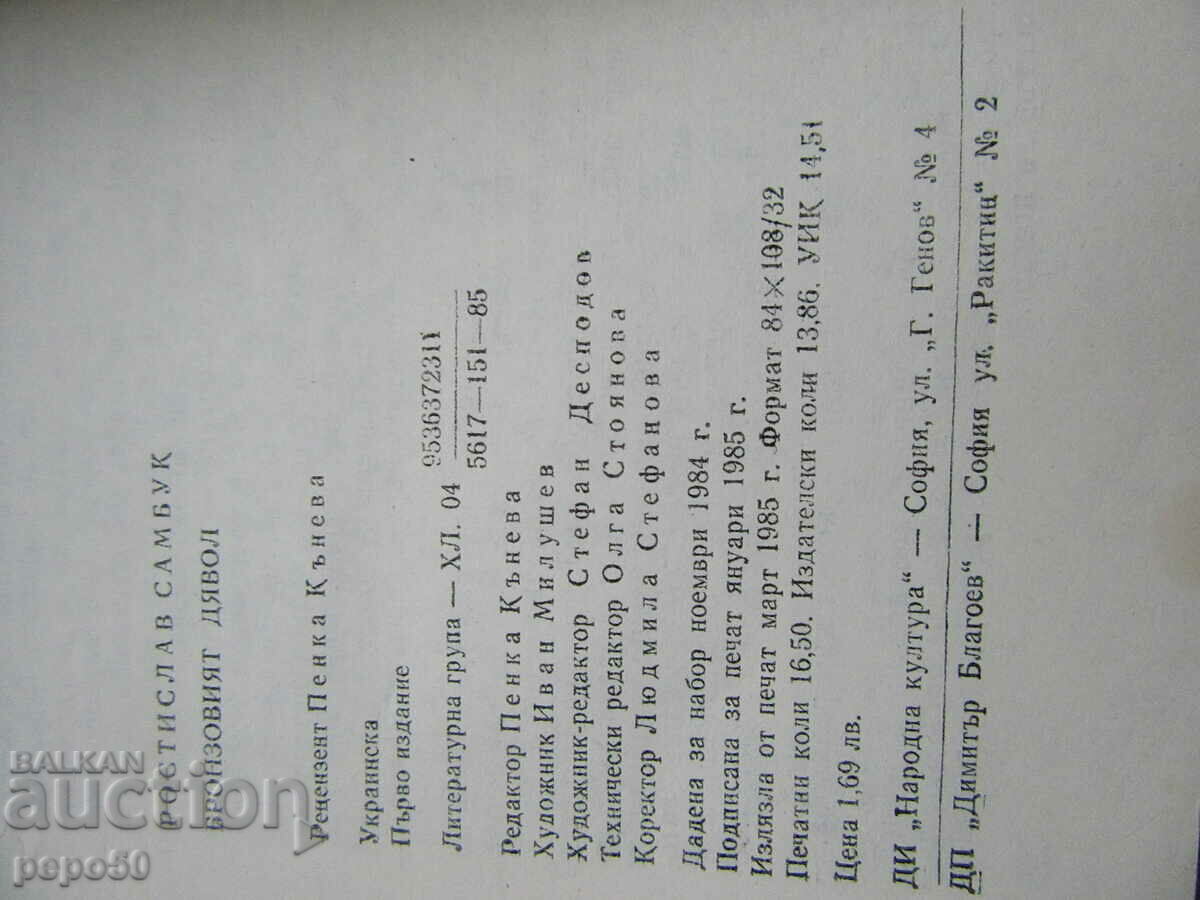 РОСТИСЛАВ САМБУК
БРОНЗОВИЯТ ДЯВОЛ
Рецензент Пенка Кънева
Украинска
Първо издание
Литературна група — ХЛ. 04
9536372311
5617—151—85
Редактор Пенка Кънева
Художник Иван Милушев
Художник-редактор Стефан Десподов
Технически редактор Олга Стоянова
Коректор Людмила Стефанова
Дадена за набор ноември 1984 г.
Подписана за печат януари 1985 г.
Излязла от печат март 1985 г. Формат 84×108/32
Печатни коли 16,50. Издателски коли 13,86. УИК 14,51
Цена 1,69 лв.
ДИ „Народна култура“ — София, ул. „Г. Генов“ № 4
ДП „Димитър Благоев“ — София ул. „Ракитин“ № 2
BALKAN
auction
pepo50